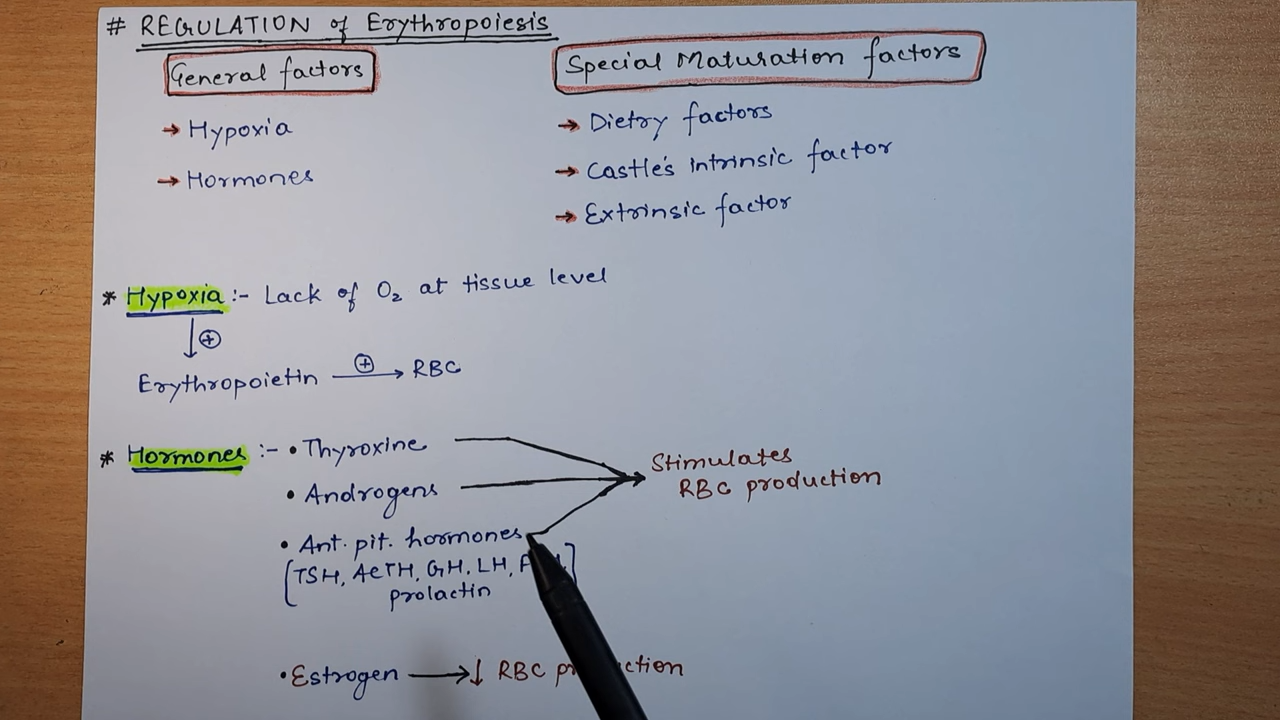 # REGULATION of Erythropoiesis
General factors
→ Hypoxia
→ Hormones
Special Maturation factors
→ Dietry factors
→ Castle's intrinsic factor
→ Extrinsic factor
* Hypoxia :- Lack of O₂ at tissue level
↓ ⊕
Erythropoietin ⊕→ RBC
* Hormones :- • Thyroxine
• Androgens
• Ant. pit. hormones
[TSH, ACTH, GH, LH,
prolactin]
Stimulates
RBC production
• Estrogen → ↓ RBC